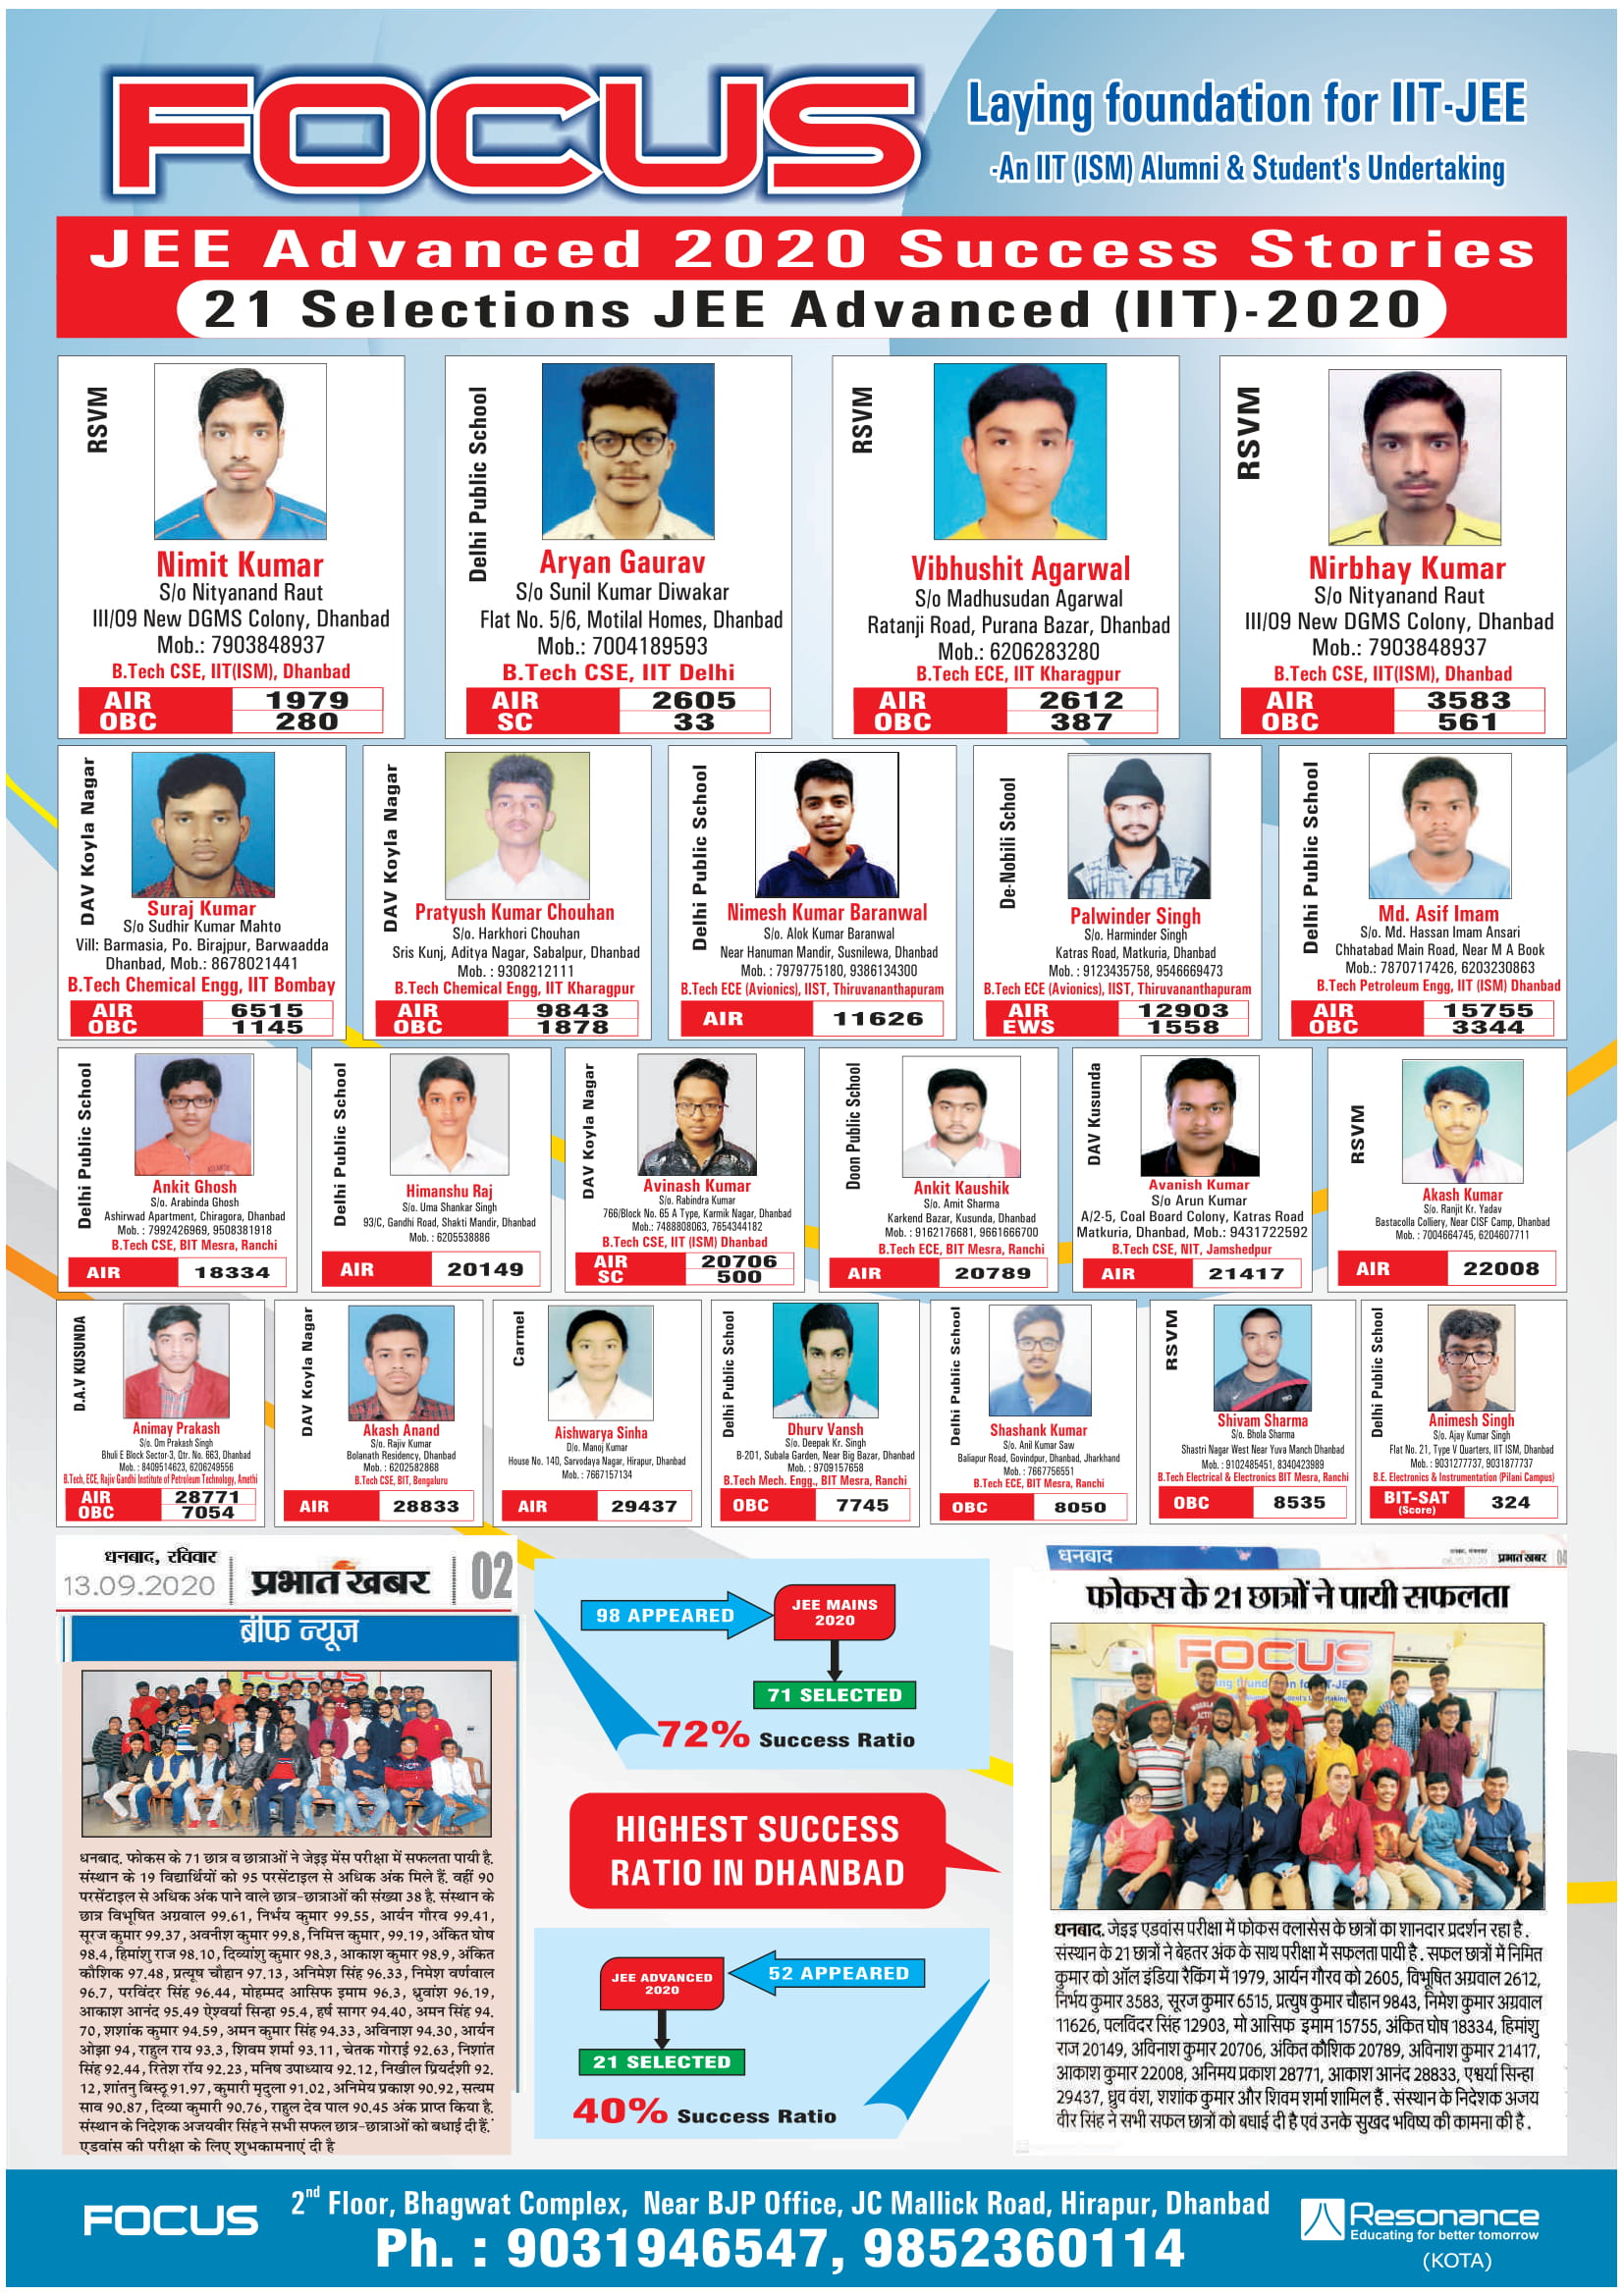 FOCUS
Laying foundation for IIT-JEE
-An IIT (ISM) Alumni & Student's Undertaking
JEE Advanced 2020 Success Stories
21 Selections JEE Advanced (IIT)-2020
RSVM
Nimit Kumar
S/o Nityanand Raut
III/09 New DGMS Colony, Dhanbad
Mob.: 7903848937
B.Tech CSE, IIT(ISM), Dhanbad
AIR 1979
OBC 280
Delhi Public School
Aryan Gaurav
S/o Sunil Kumar Diwakar
Flat No. 5/6, Motilal Homes, Dhanbad
Mob.: 7004189593
B.Tech CSE, IIT Delhi
AIR 2605
SC 33
RSVM
Vibhushit Agarwal
S/o Madhusudan Agarwal
Ratanji Road, Purana Bazar, Dhanbad
Mob.: 6206283280
B.Tech ECE, IIT Kharagpur
AIR 2612
OBC 387
RSVM
Nirbhay Kumar
S/o Nityanand Raut
III/09 New DGMS Colony, Dhanbad
Mob.: 7903848937
B.Tech CSE, IIT(ISM), Dhanbad
AIR 3583
OBC 561
DAV Koyla Nagar
Suraj Kumar
S/o Sudhir Kumar Mahto
Vill: Barmasia, Po. Birajpur, Barwaadda
Dhanbad, Mob.: 8678021441
B.Tech Chemical Engg, IIT Bombay
AIR 6515
OBC 1145
DAV Koyla Nagar
Pratyush Kumar Chouhan
S/o. Harkhori Chouhan
Sris Kunj, Aditya Nagar, Sabalpur, Dhanbad
Mob. : 9308212111
B.Tech Chemical Engg, IIT Kharagpur
AIR 9843
OBC 1878
Delhi Public School
Nimesh Kumar Baranwal
S/o. Alok Kumar Baranwal
Near Hanuman Mandir, Susnilewa, Dhanbad
Mob. : 7979775180, 9386134300
B.Tech ECE (Avionics), IIST, Thiruvananthapuram
AIR 11626
De-Nobili School
Palwinder Singh
S/o. Harminder Singh
Katras Road, Matkuria, Dhanbad
Mob. : 9123435758, 9546669473
B.Tech ECE (Avionics), IIST, Thiruvananthapuram
AIR 12903
EWS 1558
Delhi Public School
Md. Asif Imam
S/o. Md. Hassan Imam Ansari
Chhatabad Main Road, Near M A Book
Mob.: 7870717426, 6203230863
B.Tech Petroleum Engg, IIT (ISM) Dhanbad
AIR 15755
OBC 3344
Delhi Public School
Ankit Ghosh
S/o. Arabinda Ghosh
Ashirwad Apartment, Chiragora, Dhanbad
Mob. : 7992426969, 9508381918
B.Tech CSE, BIT Mesra, Ranchi
AIR 18334
Delhi Public School
Himanshu Raj
S/o. Uma Shankar Singh
93/C, Gandhi Road, Shakti Mandir, Dhanbad
Mob. : 6205538886
AIR 20149
DAV Koyla Nagar
Avinash Kumar
S/o. Rabindra Kumar
766/Block No. 65 A Type, Karmik Nagar, Dhanbad
Mob.: 7488808063, 7654344182
B.Tech CSE, IIT (ISM) Dhanbad
AIR 20706
SC 500
Doon Public School
Ankit Kaushik
S/o. Amit Sharma
Karkend Bazar, Kusunda, Dhanbad
Mob. : 9162176681, 9661666700
B.Tech ECE, BIT Mesra, Ranchi
AIR 20789
DAV Kusunda
Avanish Kumar
S/o Arun Kumar
A/2-5, Coal Board Colony, Katras Road
Matkuria, Dhanbad, Mob.: 9431722592
B.Tech CSE, NIT, Jamshedpur
AIR 21417
RSVM
Akash Kumar
S/o. Ranjit Kr. Yadav
Bastacolla Colliery, Near CISF Camp, Dhanbad
Mob. : 7004664745, 6204607711
AIR 22008
D.A.V KUSUNDA
Animay Prakash
S/o. Om Prakash Singh
Bhuli E Block Sector-3, Qtr. No. 663, Dhanbad
Mob. : 8409514623, 6206249556
B.Tech, ECE, Rajiv Gandhi Institute of Petroleum Technology, Amethi
AIR 28771
OBC 7054
DAV Koyla Nagar
Akash Anand
S/o. Rajiv Kumar
Bolanath Residency, Dhanbad
Mob. : 6202582868
B.Tech CSE, BIT, Bengaluru
AIR 28833
Carmel
Aishwarya Sinha
D/o. Manoj Kumar
House No. 140, Sarvodaya Nagar, Hirapur, Dhanbad
Mob. : 7667157134
AIR 29437
Delhi Public School
Dhurv Vansh
S/o. Deepak Kr. Singh
B-201, Subala Garden, Near Big Bazar, Dhanbad
Mob. : 9709157658
B.Tech Mech. Engg., BIT Mesra, Ranchi
OBC 7745
Delhi Public School
Shashank Kumar
S/o. Anil Kumar Saw
Baliapur Road, Govindpur, Dhanbad, Jharkhand
Mob. : 7667756551
B.Tech ECE, BIT Mesra, Ranchi
OBC 8050
RSVM
Shivam Sharma
S/o. Bhola Sharma
Shastri Nagar West Near Yuva Manch Dhanbad
Mob. : 9102485451, 8340423989
B.Tech Electrical & Electronics BIT Mesra, Ranchi
OBC 8535
Delhi Public School
Animesh Singh
S/o. Ajay Kumar Singh
Flat No. 21, Type V Quarters, IIT ISM, Dhanbad
Mob. : 9031277737, 9031877737
B.E. Electronics & Instrumentation (Pilani Campus)
BIT-SAT 324
(Score)
धनबाद, रविवार
13.09.2020
प्रभात खबर
02
ब्रीफ न्यूज
FOCUS
धनबाद. फोकस के 71 छात्र व छात्राओं ने जेइइ मेंस परीक्षा में सफलता पायी है.
संस्थान के 19 विद्यार्थियों को 95 परसेंटाइल से अधिक अंक मिले हैं. वहीं 90
परसेंटाइल से अधिक अंक पाने वाले छात्र-छात्राओं की संख्या 38 है. संस्थान के
छात्र विभूषित अग्रवाल 99.61, निर्भय कुमार 99.55, आर्यन गौरव 99.41,
सूरज कुमार 99.37, अवनीश कुमार 99.8, निमित्त कुमार, 99.19, अंकित घोष
98.4, हिमांशु राज 98.10, दिव्यांशु कुमार 98.3, आकाश कुमार 98.9, अंकित
कौशिक 97.48, प्रत्यूष चौहान 97.13, अनिमेश सिंह 96.33, निमेश वर्णवाल
96.7, परविंदर सिंह 96.44, मोहम्मद आसिफ इमाम 96.3, ध्रुवांश 96.19,
आकाश आनंद 95.49 ऐश्वर्या सिन्हा 95.4, हर्ष सागर 94.40, अमन सिंह 94.
70, शशांक कुमार 94.59, अमन कुमार सिंह 94.33, अविनाश 94.30, आर्यन
ओझा 94, राहुल राय 93.3, शिवम शर्मा 93.11, चेतक गोराई 92.63, निशांत
सिंह 92.44, रितेश रॉय 92.23, मनिष उपाध्याय 92.12, निखील प्रियदर्शी 92.
12, शांतनु बिस्ठू 91.97, कुमारी मृदुला 91.02, अनिमेय प्रकाश 90.92, सत्यम
साव 90.87, दिव्या कुमारी 90.76, राहुल देव पाल 90.45 अंक प्राप्त किया है.
संस्थान के निदेशक अजयवीर सिंह ने सभी सफल छात्र-छात्राओं को बधाई दी हैं.
एडवांस की परीक्षा के लिए शुभकामनाएं दी है
98 APPEARED
JEE MAINS
2020
71 SELECTED
72% Success Ratio
HIGHEST SUCCESS
RATIO IN DHANBAD
JEE ADVANCED
2020
52 APPEARED
21 SELECTED
40% Success Ratio
धनबाद
प्रभात खबर 04
फोकस के 21 छात्रों ने पायी सफलता
FOCUS
धनबाद. जेइइ एडवांस परीक्षा में फोकस क्लासेस के छात्रों का शानदार प्रदर्शन रहा है.
संस्थान के 21 छात्रों ने बेहतर अंक के साथ परीक्षा में सफलता पायी है. सफल छात्रों में निमित
कुमार को ऑल इंडिया रैकिंग में 1979, आर्यन गौरव को 2605, विभूषित अग्रवाल 2612,
निर्भय कुमार 3583, सूरज कुमार 6515, प्रत्युष कुमार चौहान 9843, निमेश कुमार अग्रवाल
11626, पलविंदर सिंह 12903, मो आसिफ इमाम 15755, अंकित घोष 18334, हिमांशु
राज 20149, अविनाश कुमार 20706, अंकित कौशिक 20789, अविनाश कुमार 21417,
आकाश कुमार 22008, अनिमय प्रकाश 28771, आकाश आनंद 28833, एश्वर्या सिन्हा
29437, ध्रुव वंश, शशांक कुमार और शिवम शर्मा शामिल हैं. संस्थान के निदेशक अजय
वीर सिंह ने सभी सफल छात्रों को बधाई दी है एवं उनके सुखद भविष्य की कामना की है.
FOCUS
2nd Floor, Bhagwat Complex, Near BJP Office, JC Mallick Road, Hirapur, Dhanbad
Ph. : 9031946547, 9852360114
Resonance
Educating for better tomorrow
(KOTA)